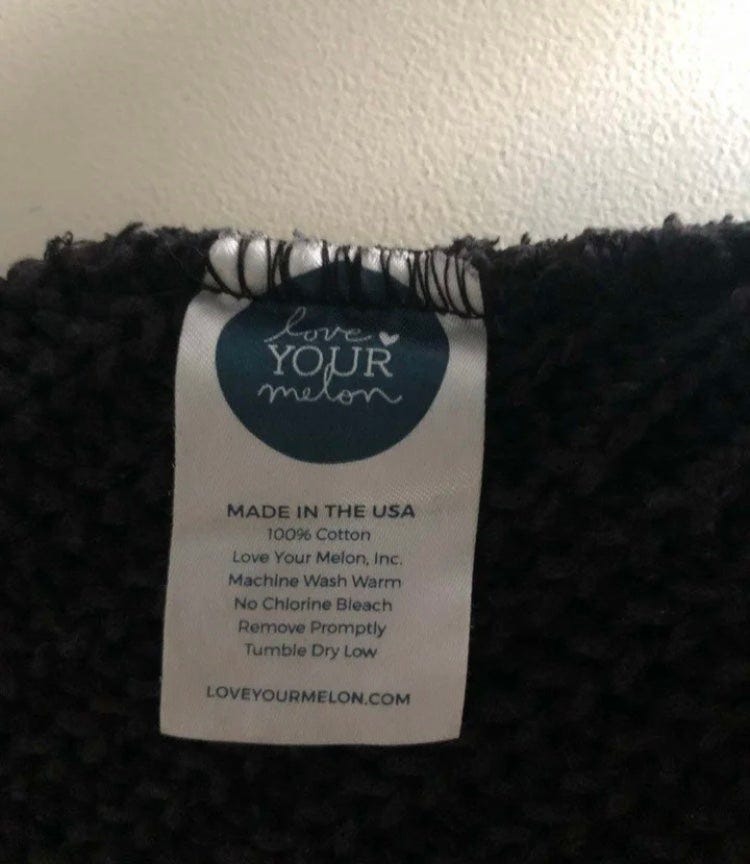 love
YOUR
melon
MADE IN THE USA
100% Cotton
Love Your Melon, Inc.
Machine Wash Warm
No Chlorine Bleach
Remove Promptly
Tumble Dry Low
LOVEYOURMELON.COM